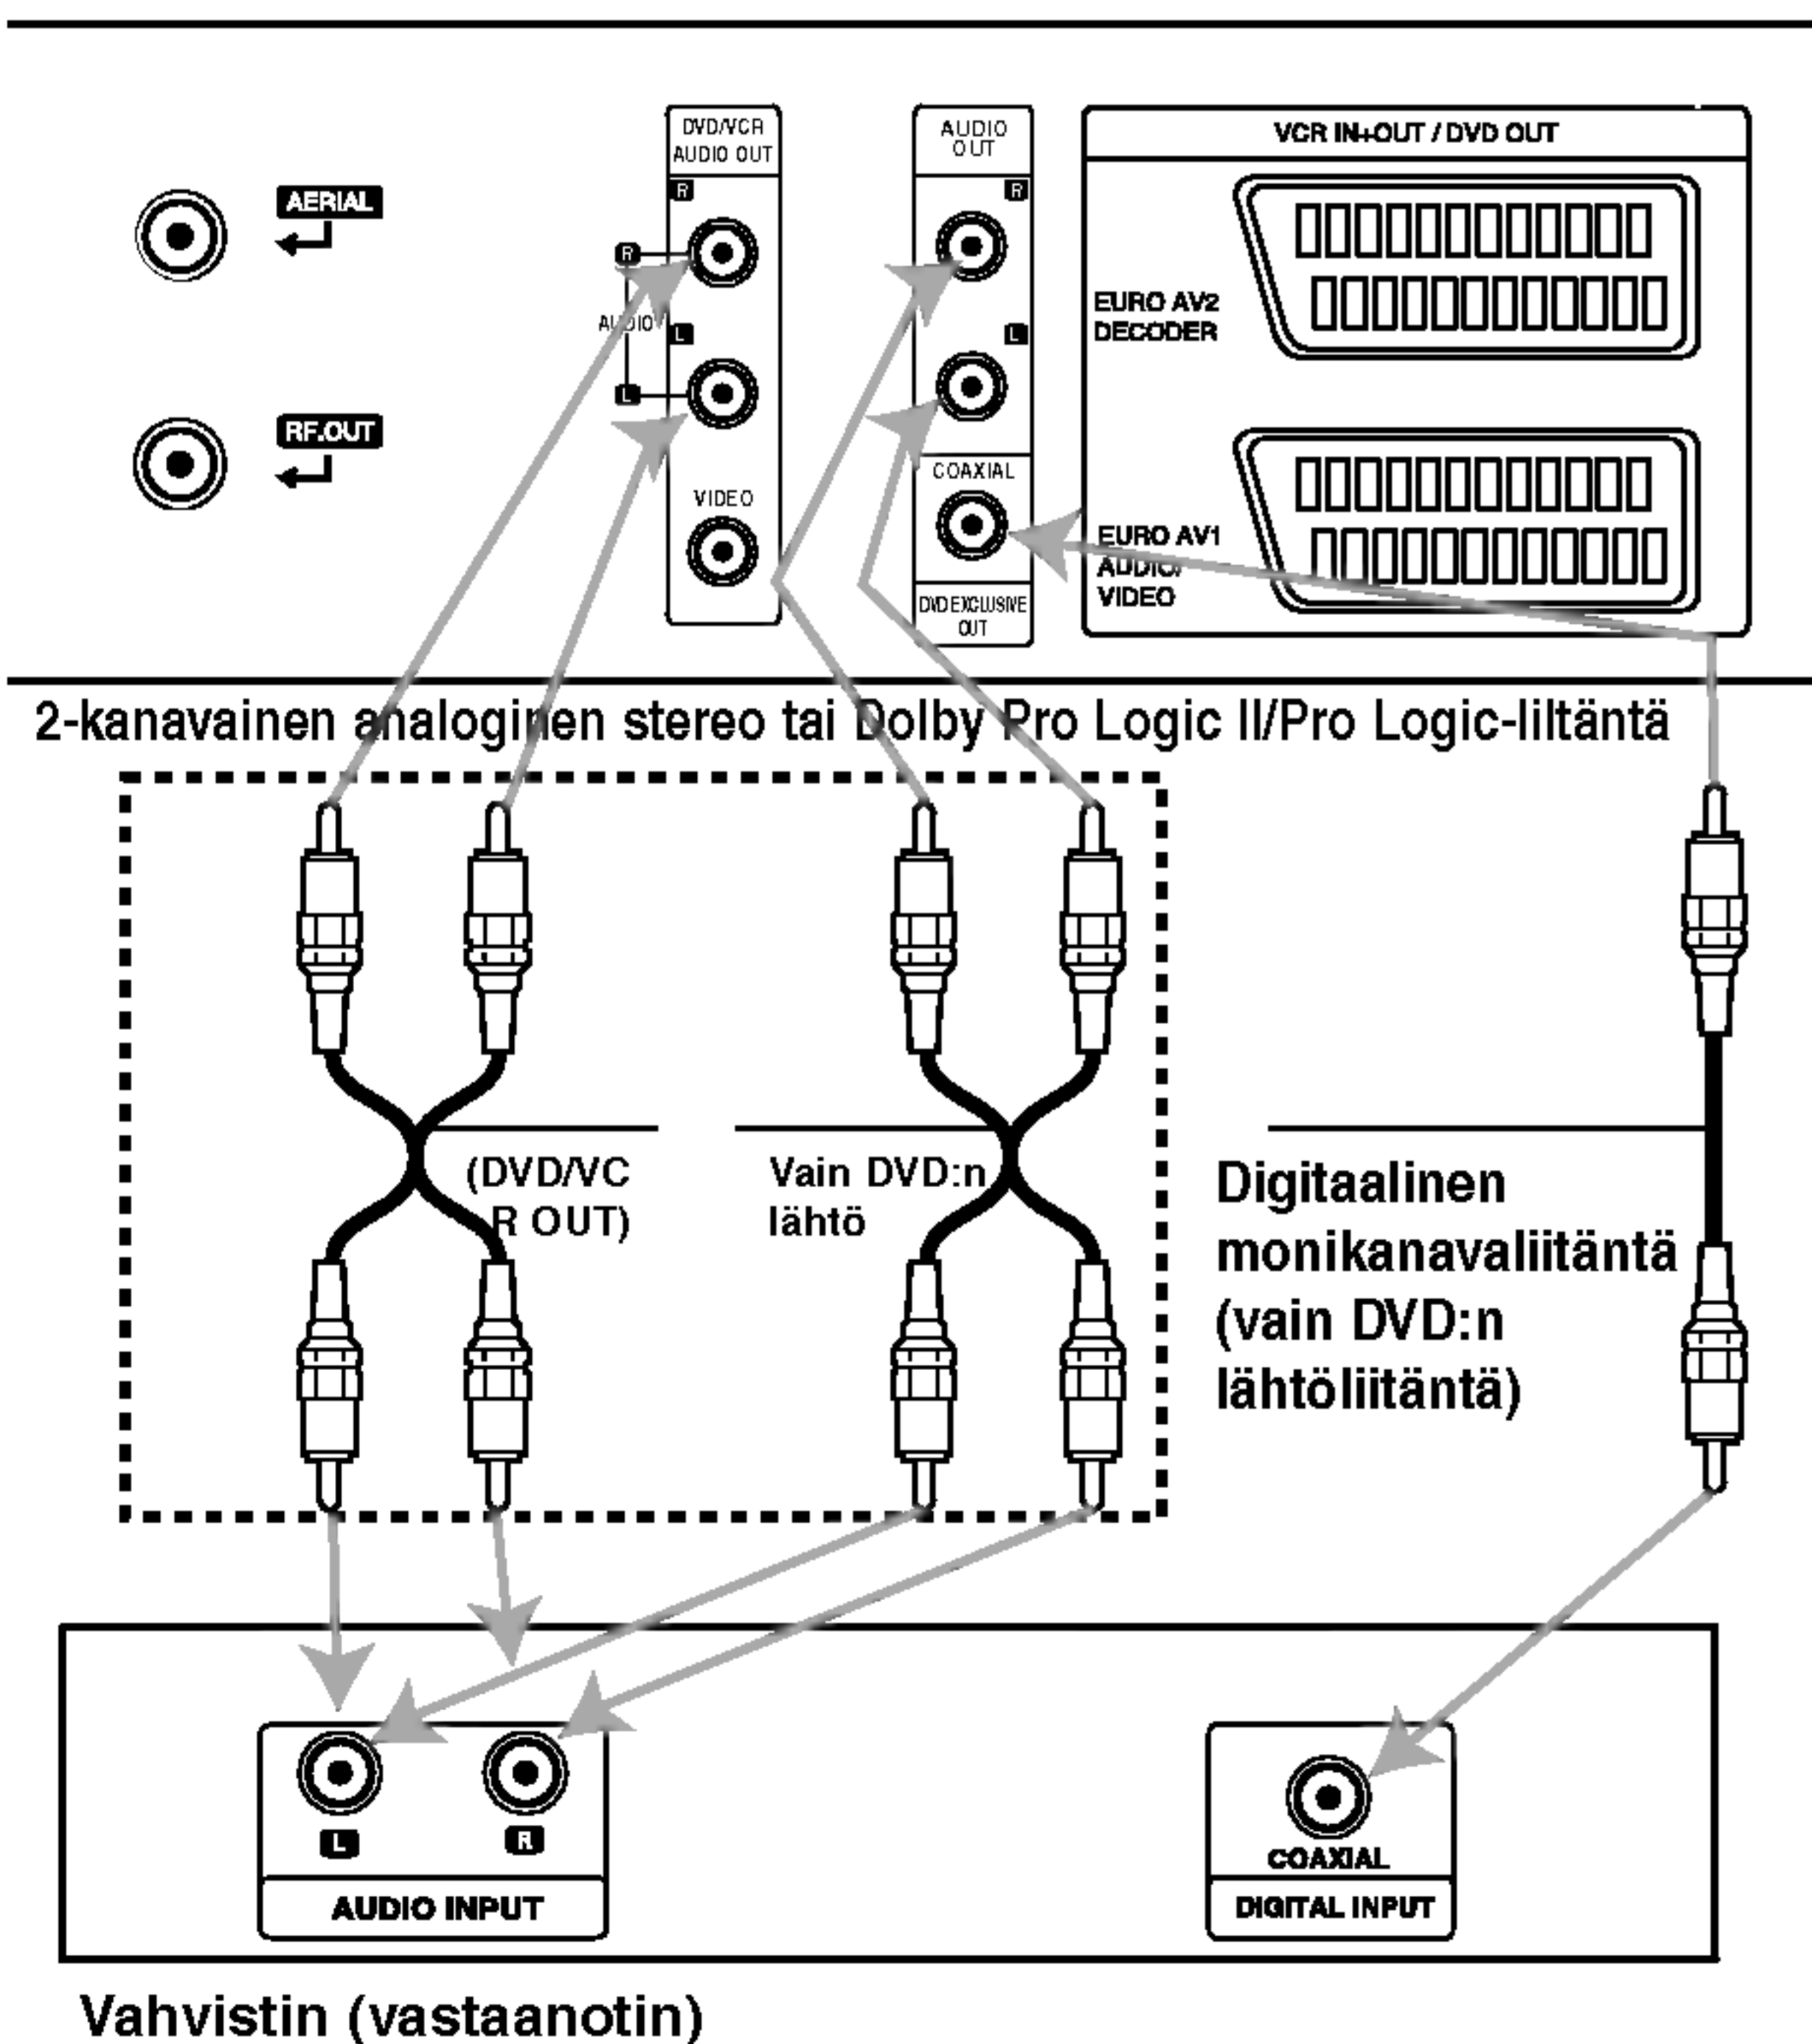 DVD/VCR
AUDIO OUT
R
R
AUDIO
L
L
VIDEO
AERIAL
RF.OUT
AUDIO
OUT
R
L
COAXIAL
DVD EXCLUSIVE
OUT
VCR IN+OUT / DVD OUT
EURO AV2
DECODER
EURO AV1
AUDIO/
VIDEO
2-kanavainen analoginen stereo tai Dolby Pro Logic II/Pro Logic-liltäntä
(DVD/VC
R OUT)
Vain DVD:n
lähtö
Digitaalinen
monikanavaliitäntä
(vain DVD:n
lähtöliitäntä)
L
R
AUDIO INPUT
COAXIAL
DIGITAL INPUT
Vahvistin (vastaanotin)